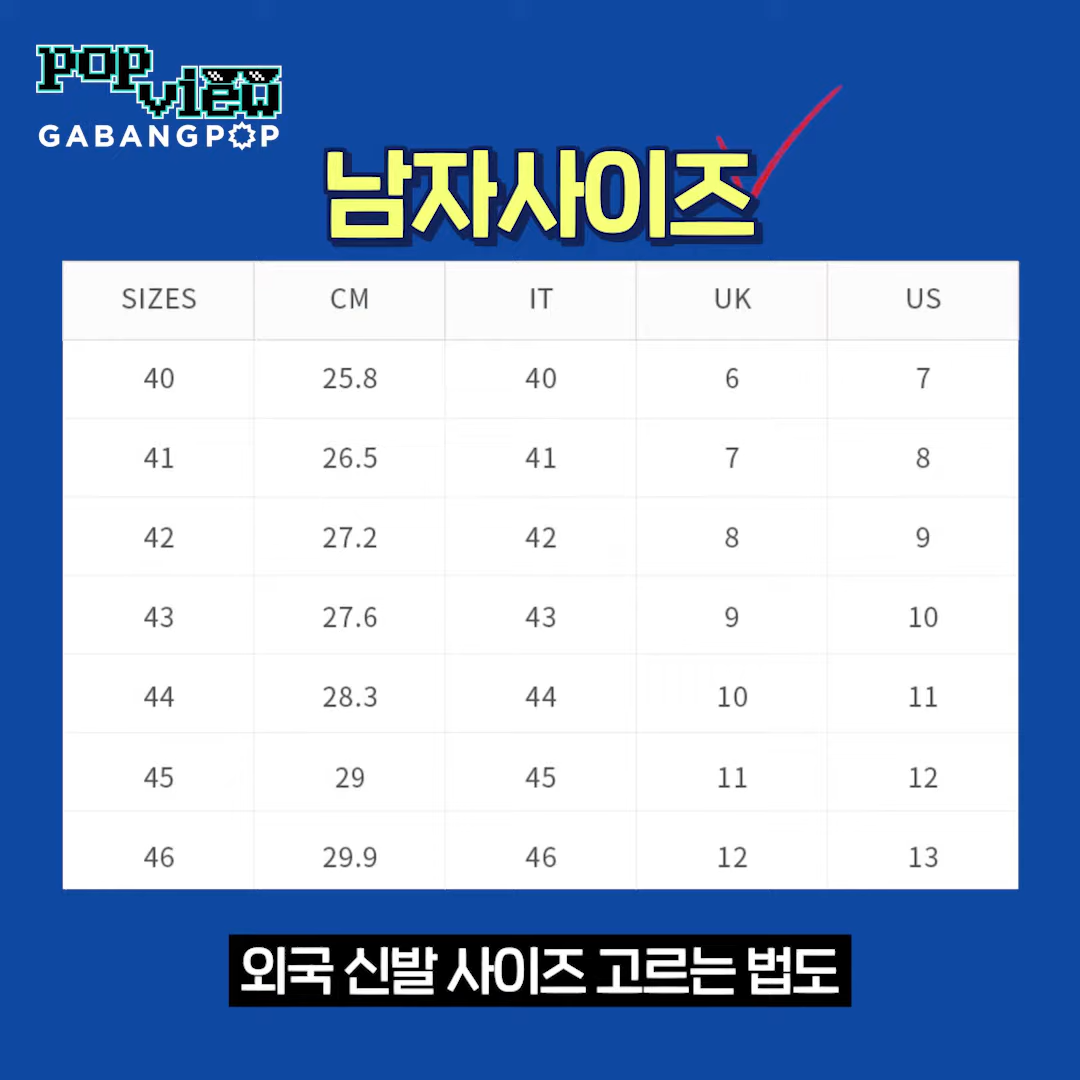 pop view
GABANGPOP
남자사이즈
SIZES CM IT UK US
40 25.8 40 6 7
41 26.5 41 7 8
42 27.2 42 8 9
43 27.6 43 9 10
44 28.3 44 10 11
45 29 45 11 12
46 29.9 46 12 13
외국 신발 사이즈 고르는 법도